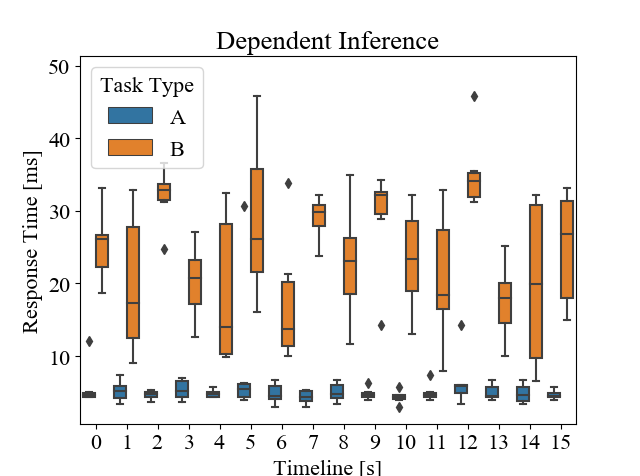 Dependent Inference
Task Type
A
B
Response Time [ms]
50
40
30
20
10
0 1 2 3 4 5 6 7 8 9 10 11 12 13 14 15
Timeline [s]